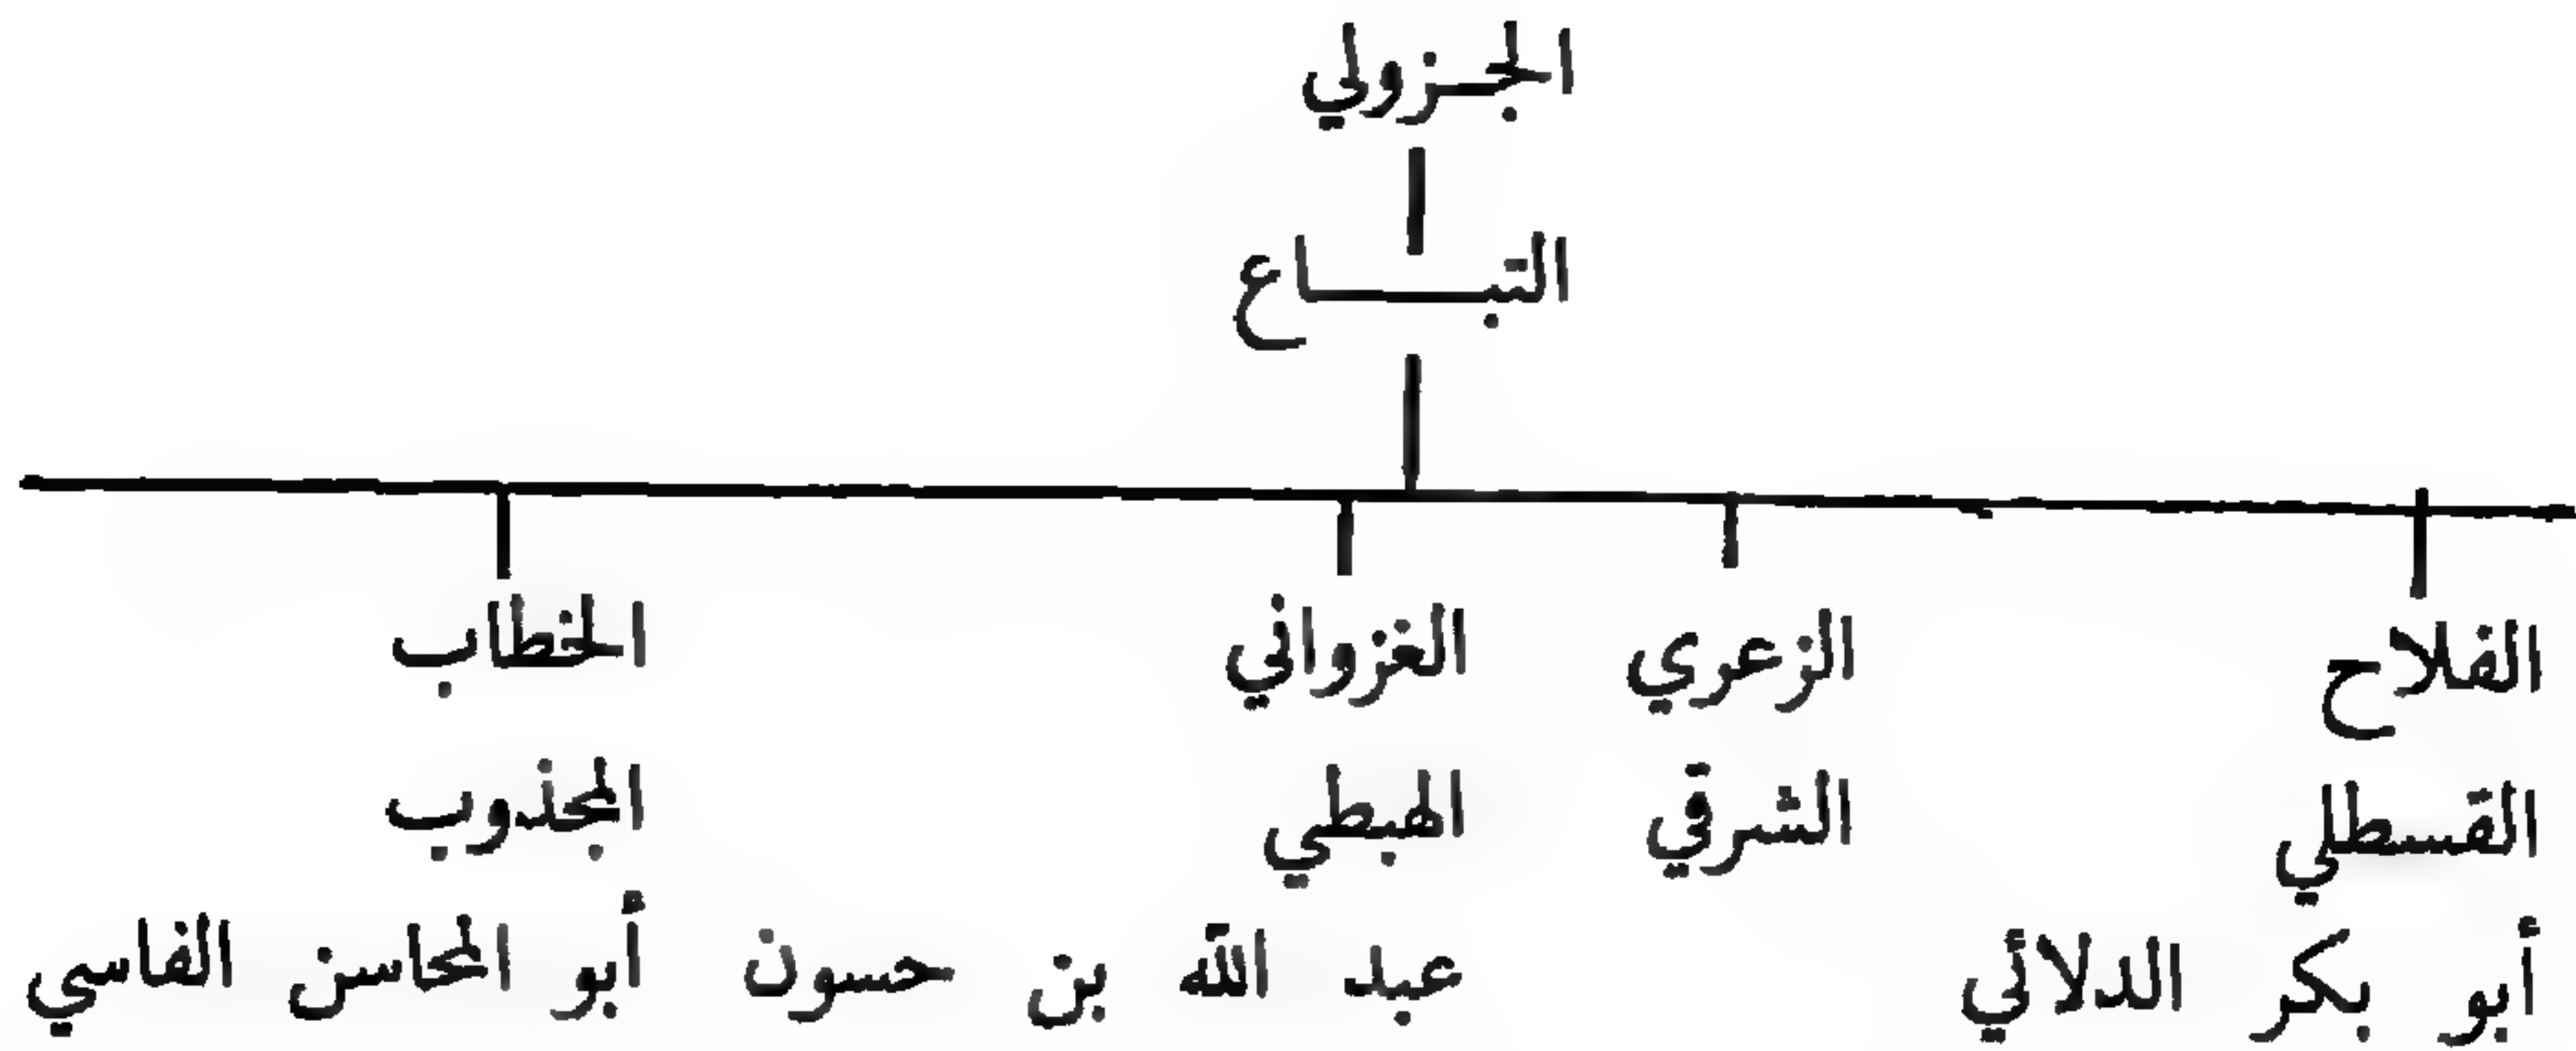 الجزولي
التباع
الفلاح الزعري الغزواني الخطاب
القسطلي الشرقي الهبطي المجذوب
أبو بكر الدلائي عبد الله بن حسون أبو المحاسن الفاسي